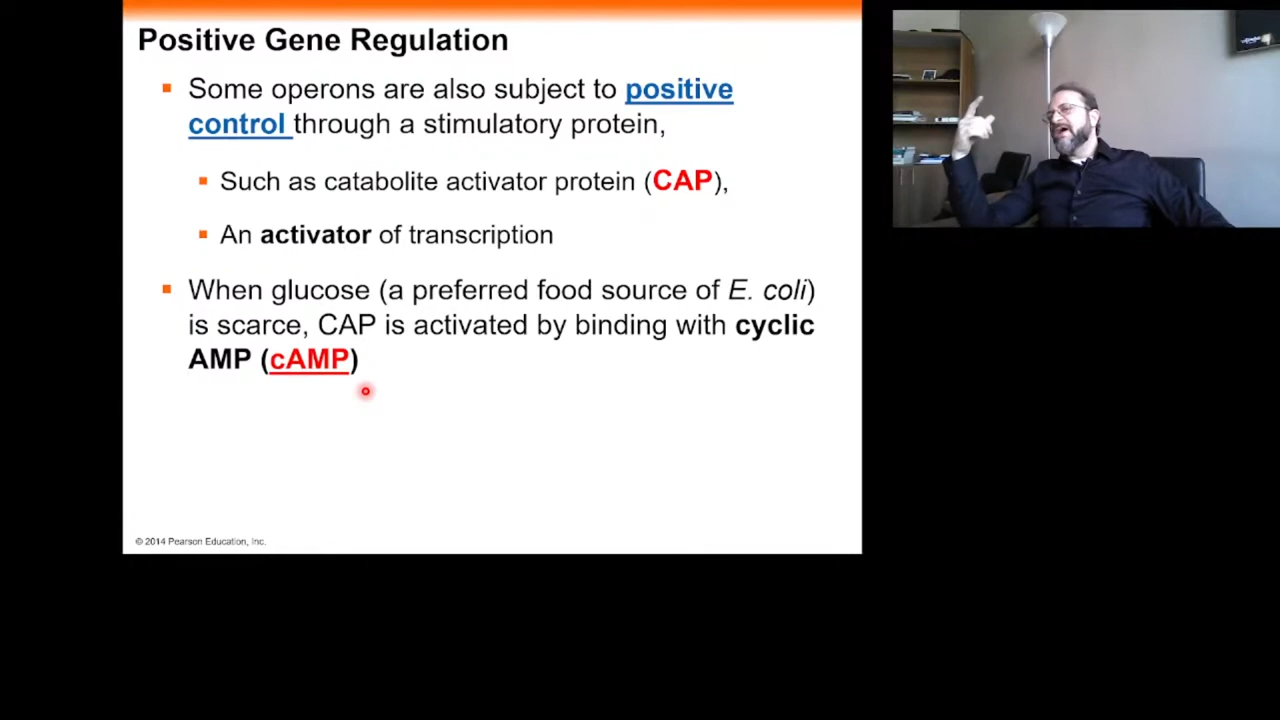 Positive Gene Regulation
Some operons are also subject to positive
control through a stimulatory protein,
Such as catabolite activator protein (CAP),
An activator of transcription
When glucose (a preferred food source of E. coli)
is scarce, CAP is activated by binding with cyclic
AMP (cAMP)
© 2014 Pearson Education, Inc.